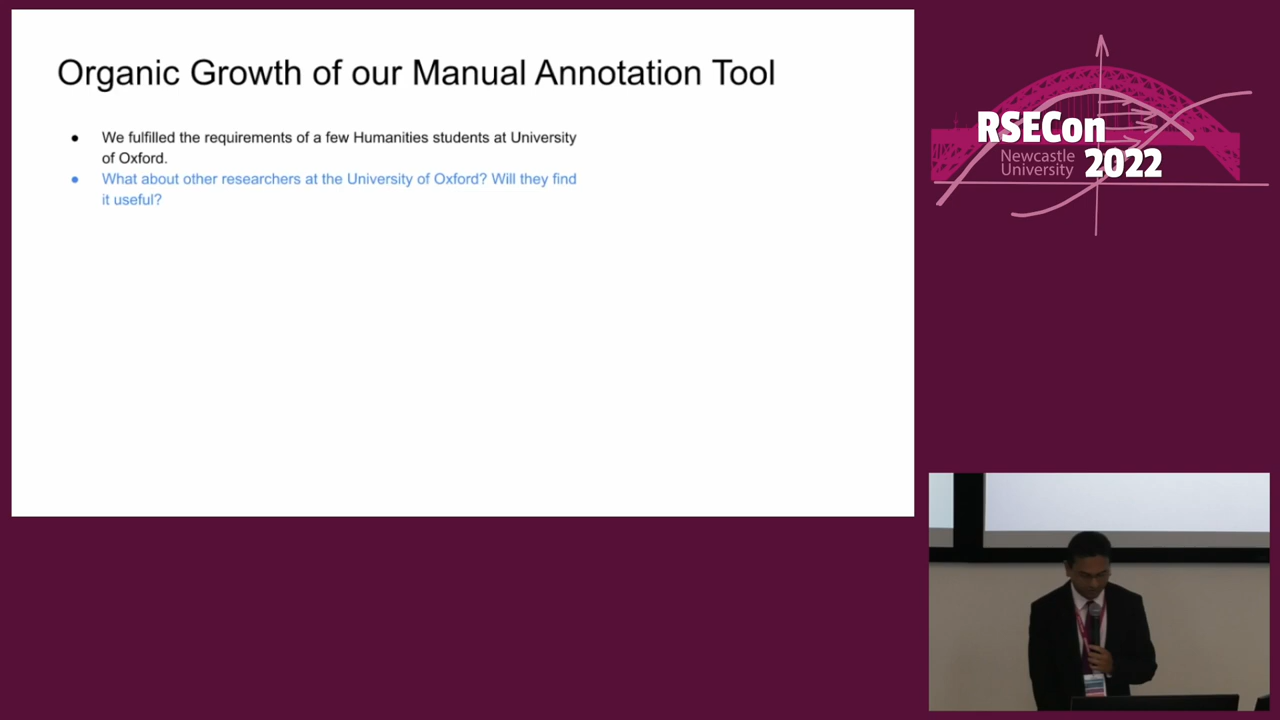 Organic Growth of our Manual Annotation Tool
● We fulfilled the requirements of a few Humanities students at University
of Oxford.
● What about other researchers at the University of Oxford? Will they find
it useful?
RSECon
Newcastle
University
2022